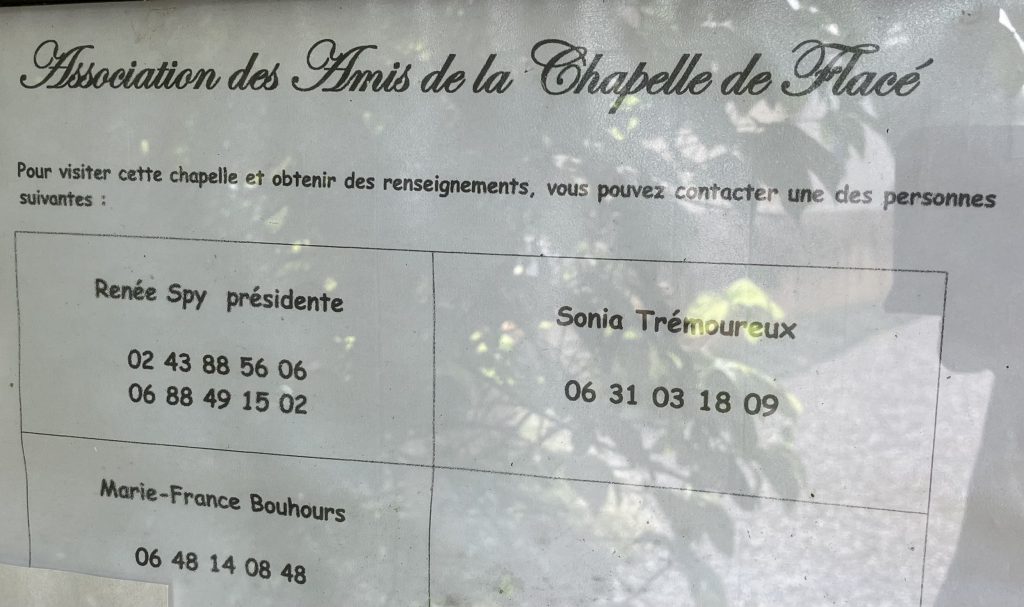 Association des Amis de la Chapelle de Flacé
Pour visiter cette chapelle et obtenir des renseignements, vous pouvez contacter une des personnes
suivantes :
Renée Spy présidente
02 43 88 56 06
06 88 49 15 02
Sonia Trémoureux
06 31 03 18 09
Marie-France Bouhours
06 48 14 08 48